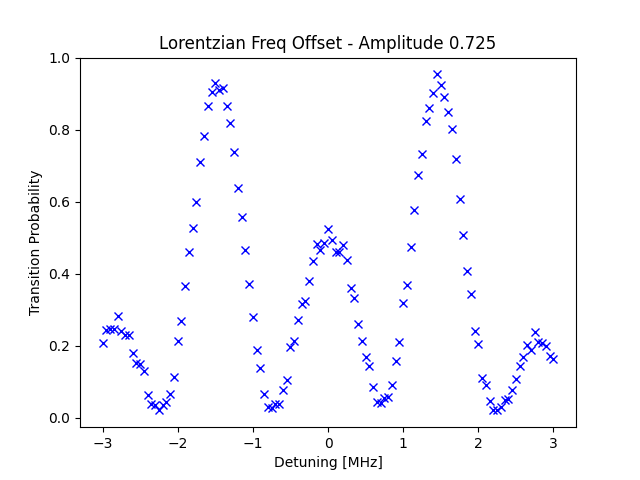 Lorentzian Freq Offset - Amplitude 0.725
1.0
0.8
0.6
0.4
0.2
0.0
Transition Probability
−3 −2 −1 0 1 2 3
Detuning [MHz]